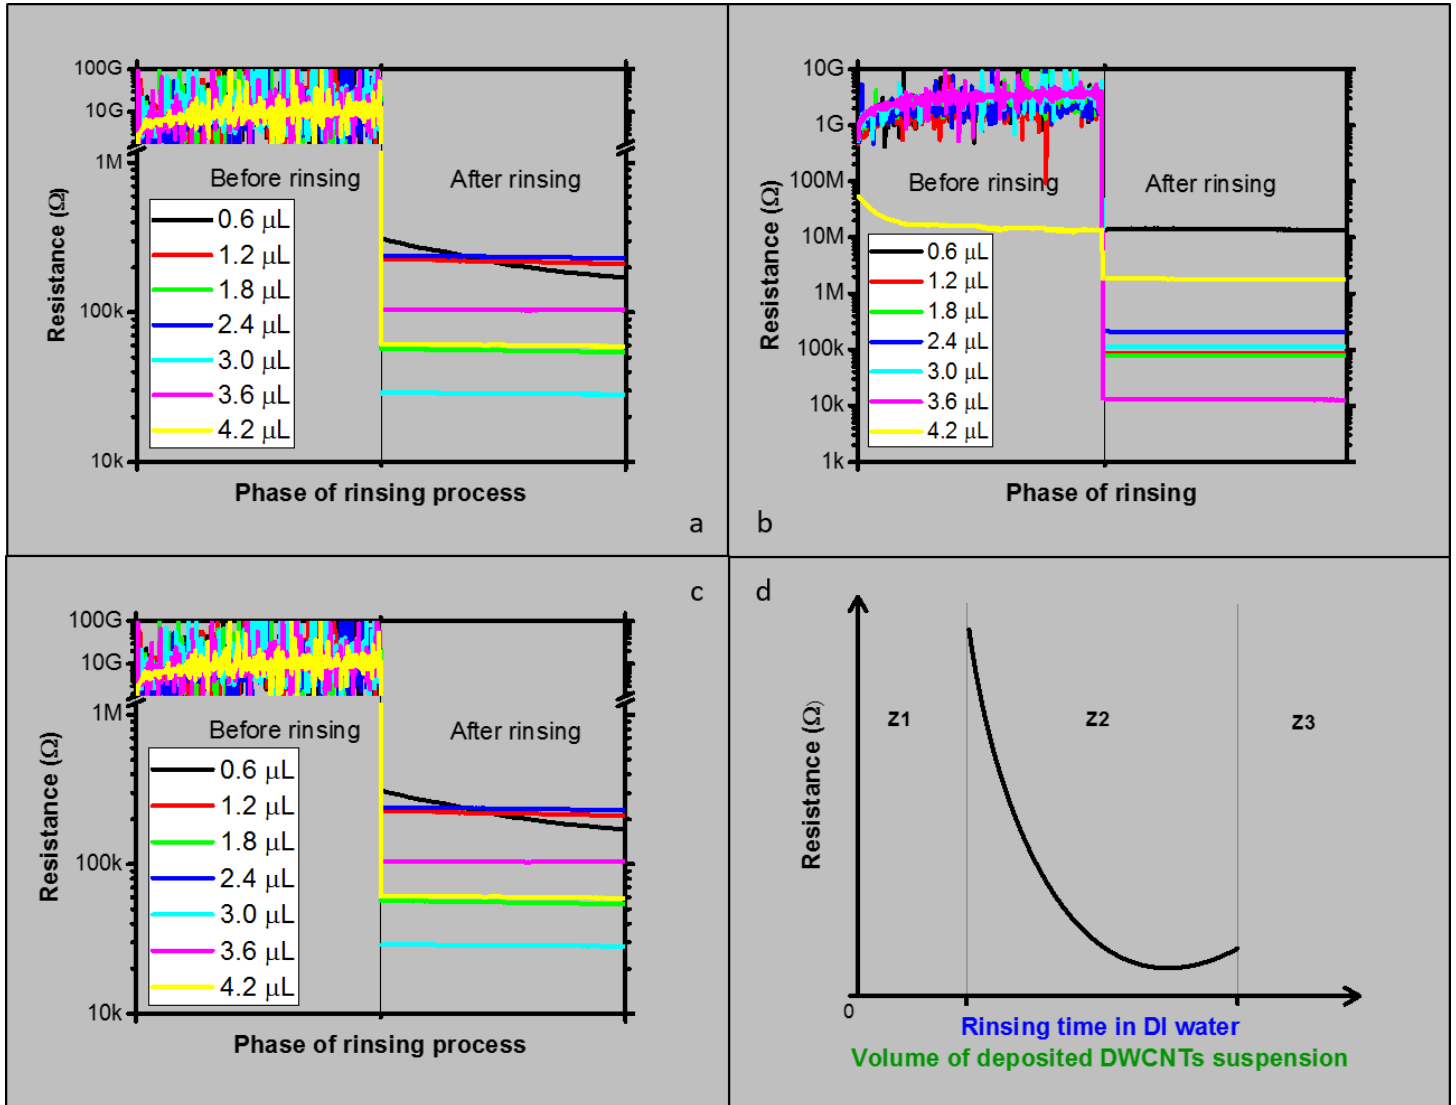 100G
10G
1M
100k
10k
Resistance (Ω)
Before rinsing
After rinsing
0.6 μL
1.2 μL
1.8 μL
2.4 μL
3.0 μL
3.6 μL
4.2 μL
Phase of rinsing process
a
10G
1G
100M
10M
1M
100k
10k
1k
Resistance (Ω)
Before rinsing
After rinsing
0.6 μL
1.2 μL
1.8 μL
2.4 μL
3.0 μL
3.6 μL
4.2 μL
Phase of rinsing
b
c
100G
10G
1M
100k
10k
Resistance (Ω)
Before rinsing
After rinsing
0.6 μL
1.2 μL
1.8 μL
2.4 μL
3.0 μL
3.6 μL
4.2 μL
Phase of rinsing process
d
Resistance (Ω)
Z1
Z2
Z3
0
Rinsing time in DI water
Volume of deposited DWCNTs suspension